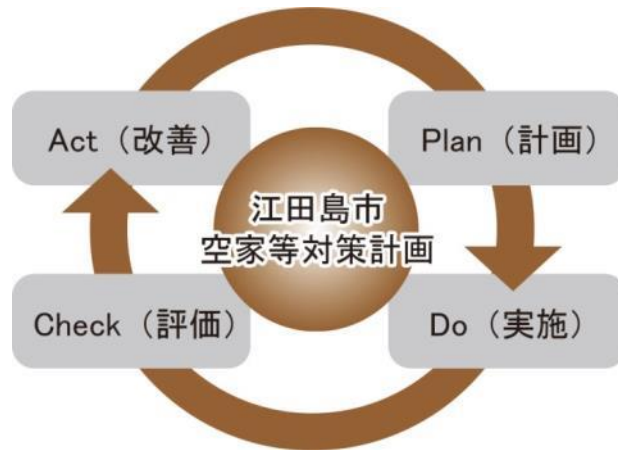 Act（改善）
Plan（計画）
江田島市
空家等対策計画
Check（評価）
Do（実施）